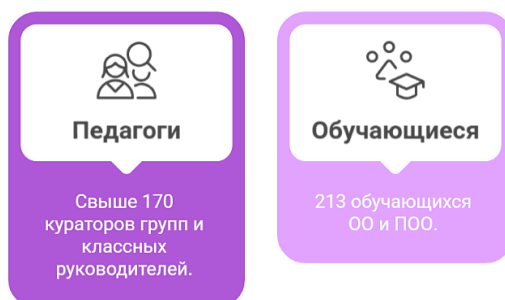 Педагоги
Свыше 170
кураторов групп и
классных
руководителей.
Обучающиеся
213 обучающихся
ОО и ПОО.